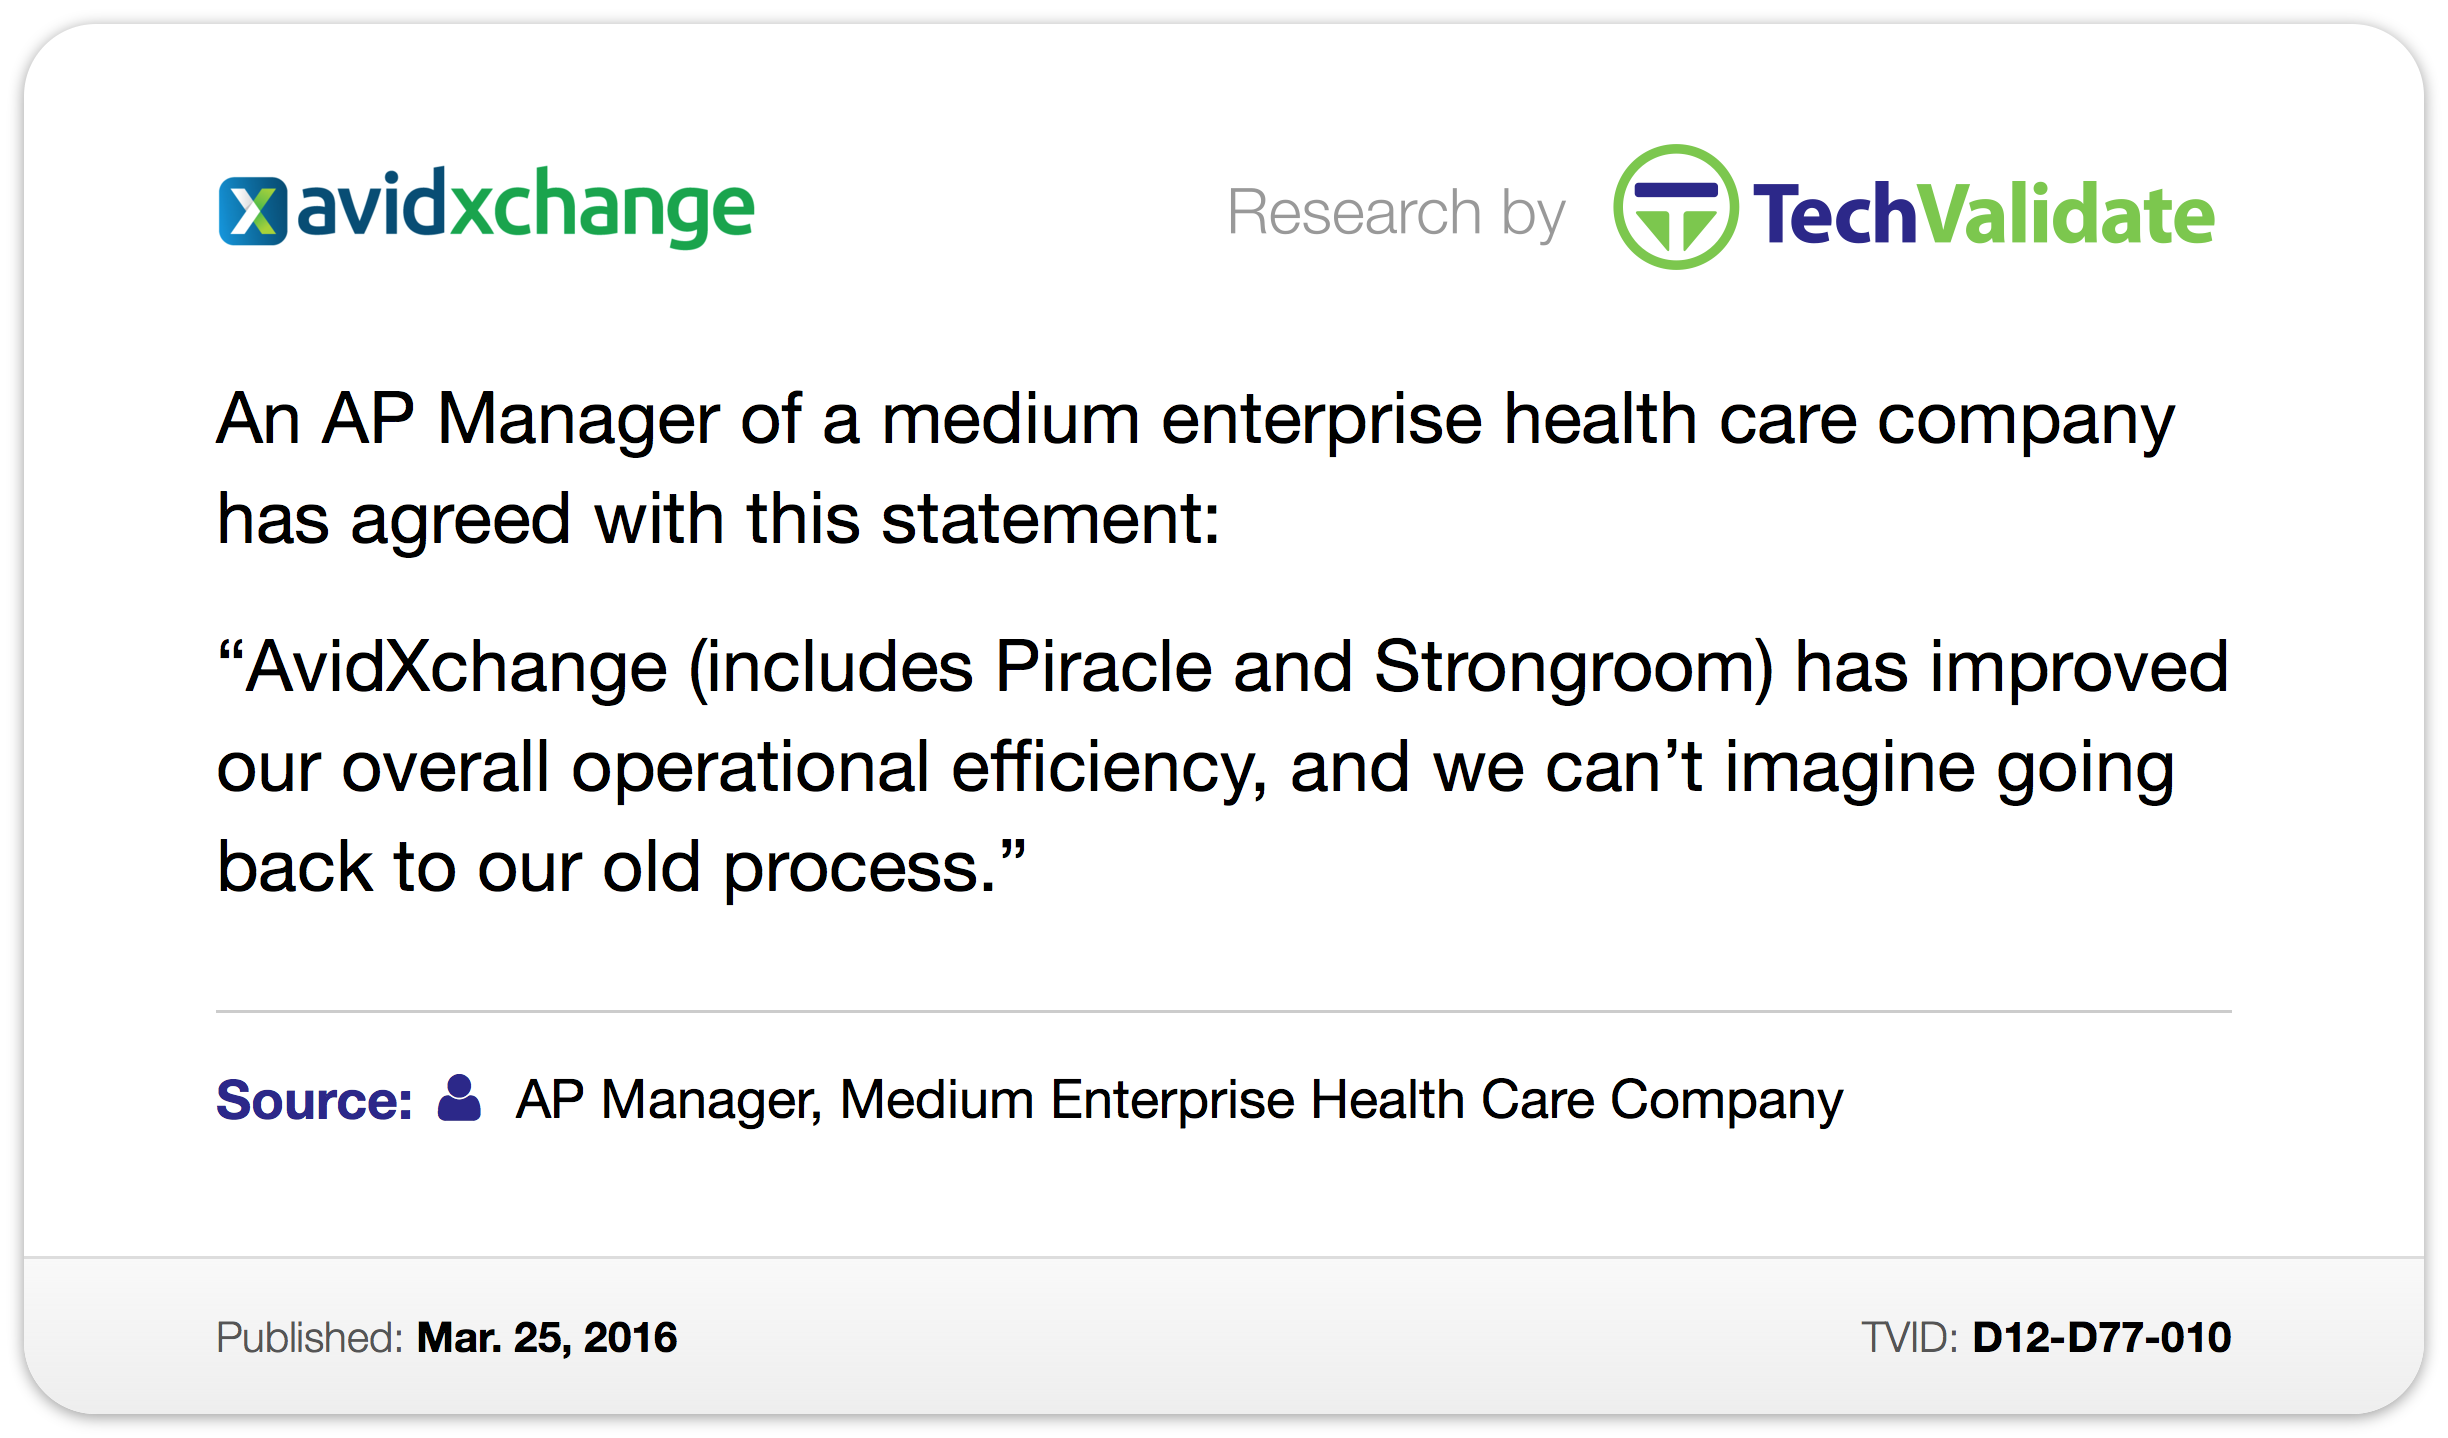 avidxchange
Research by TechValidate
An AP Manager of a medium enterprise health care company
has agreed with this statement:
“AvidXchange (includes Piracle and Strongroom) has improved
our overall operational efficiency, and we can’t imagine going
back to our old process.”
Source: AP Manager, Medium Enterprise Health Care Company
Published: Mar. 25, 2016
TVID: D12-D77-010